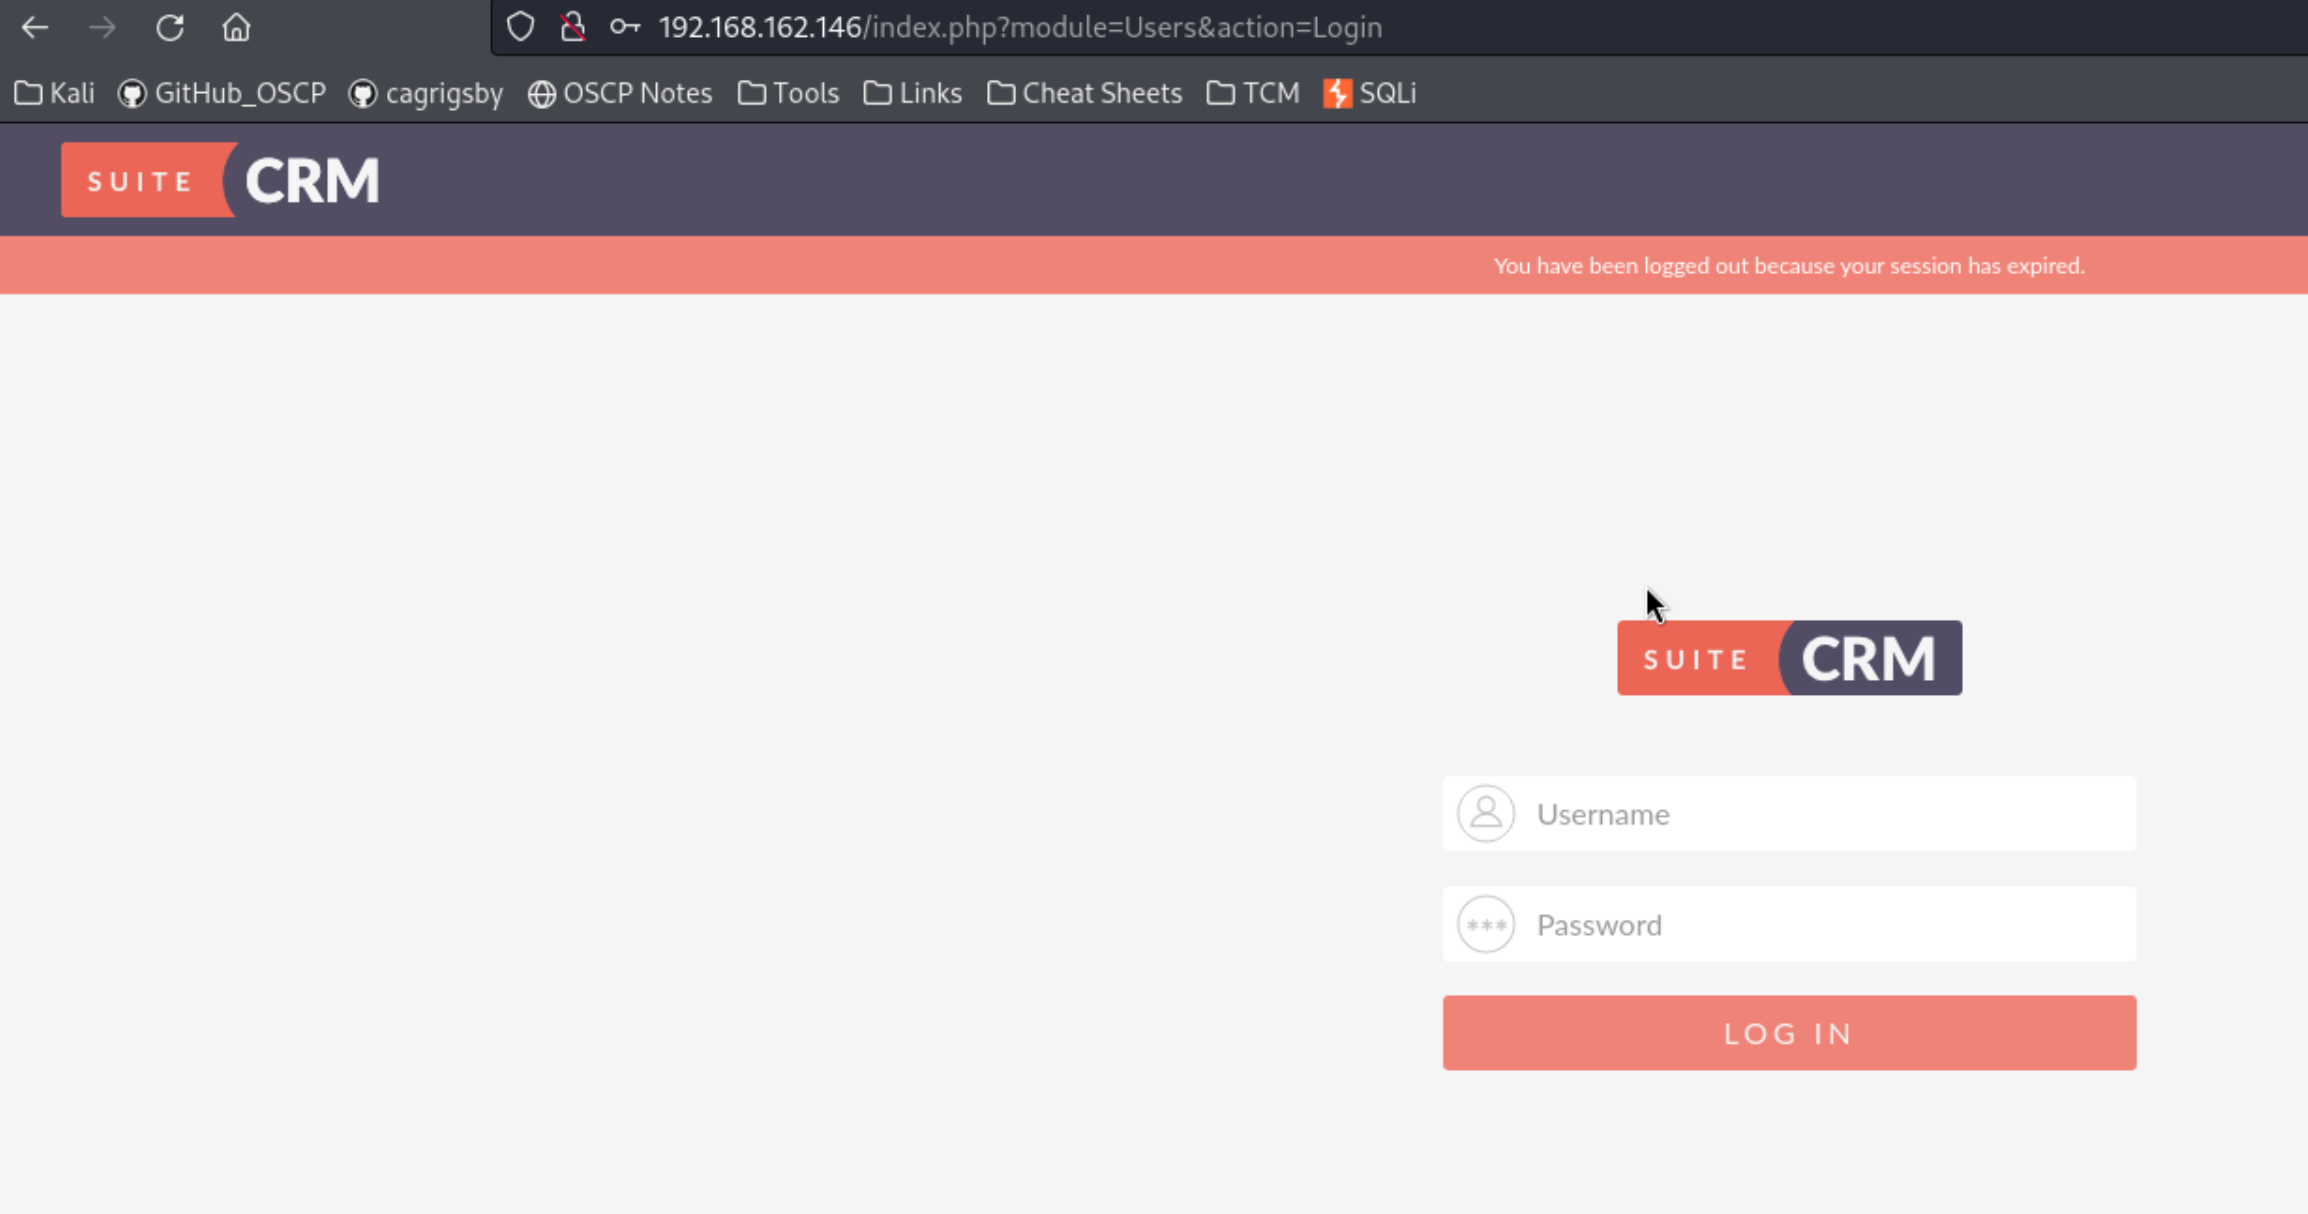 192.168.162.146/index.php?module=Users&action=Login
Kali GitHub_OSCP cagrigsby OSCP Notes Tools Links Cheat Sheets TCM SQLi
SUITE CRM
You have been logged out because your session has expired.
SUITE CRM
Username
*** Password
LOG IN